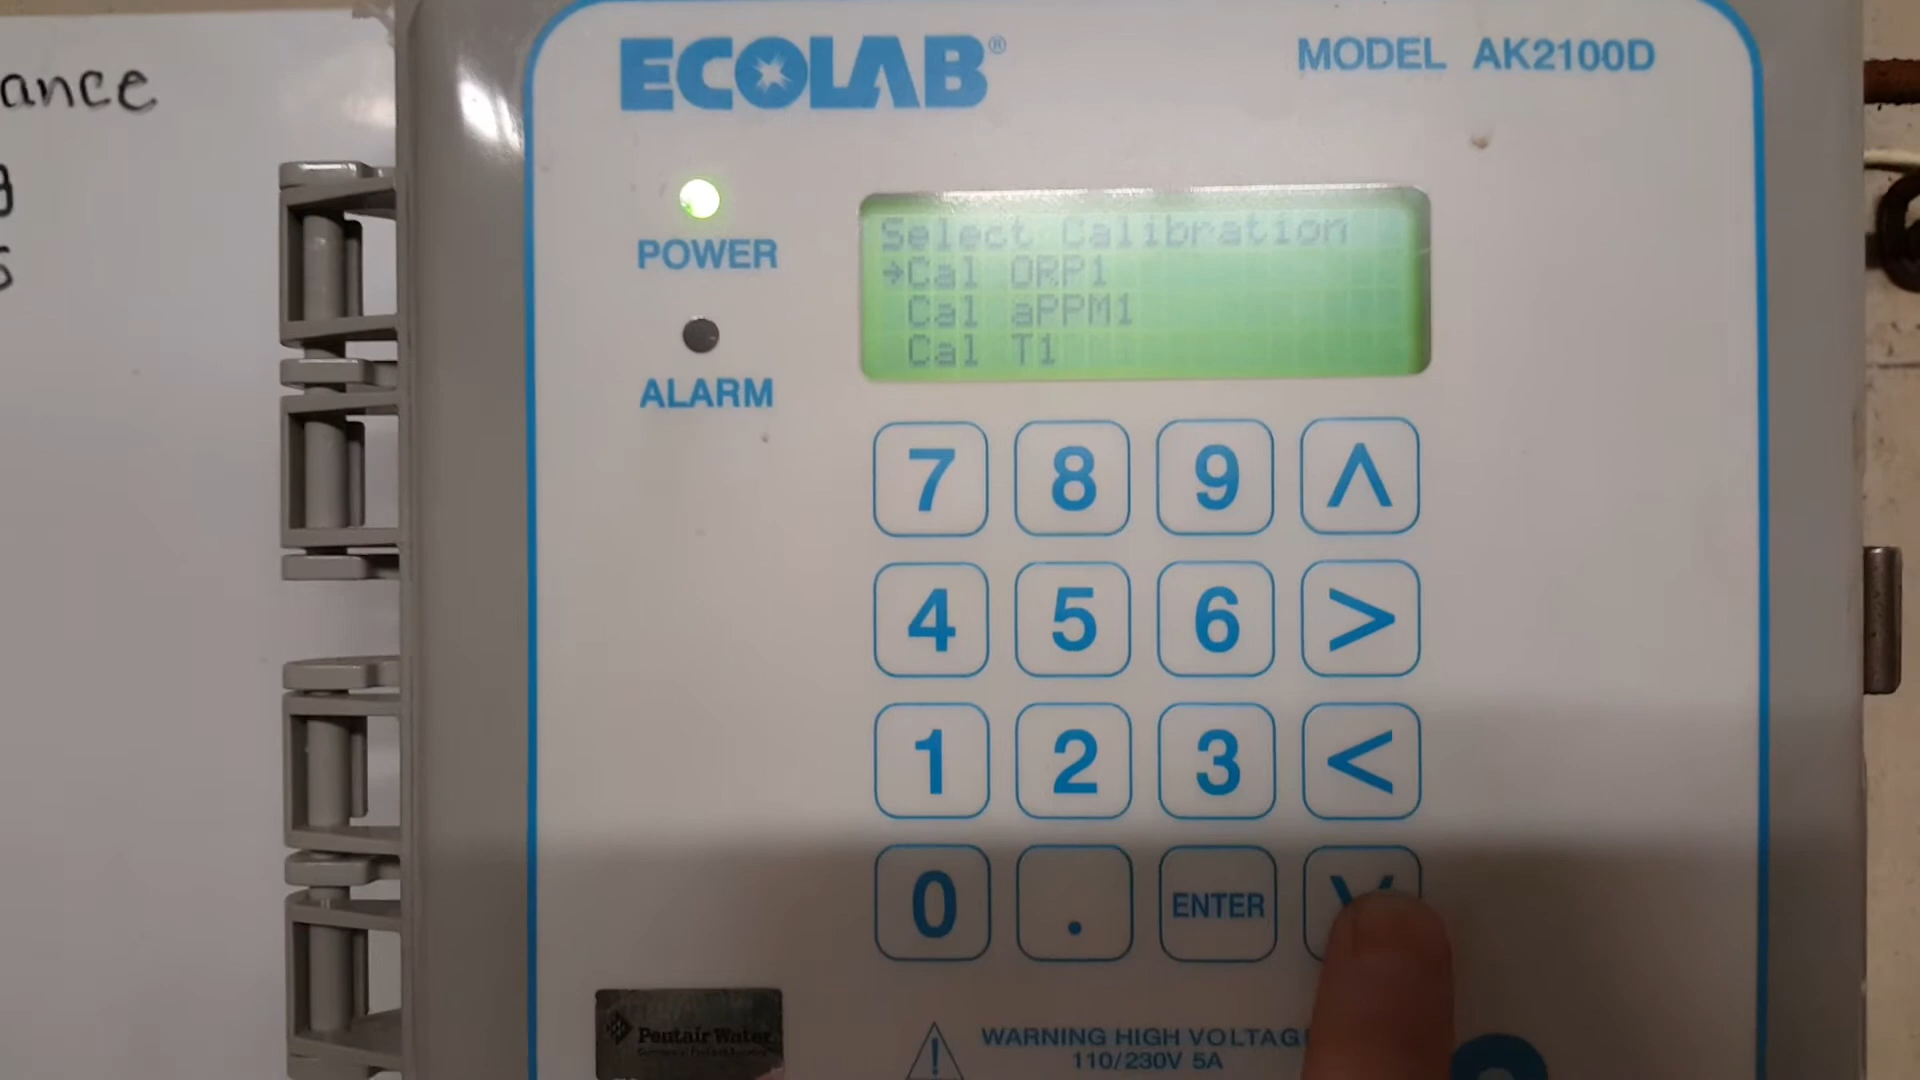 ance
ECOLAB®
MODEL AK2100D
POWER
ALARM
Select Calibration
→Cal ORP1
Cal aPPM1
Cal T1
7 8 9 ʌ
4 5 6 >
1 2 3 <
0 . ENTER
Pentair Water
WARNING HIGH VOLTAG
110/230V 5A